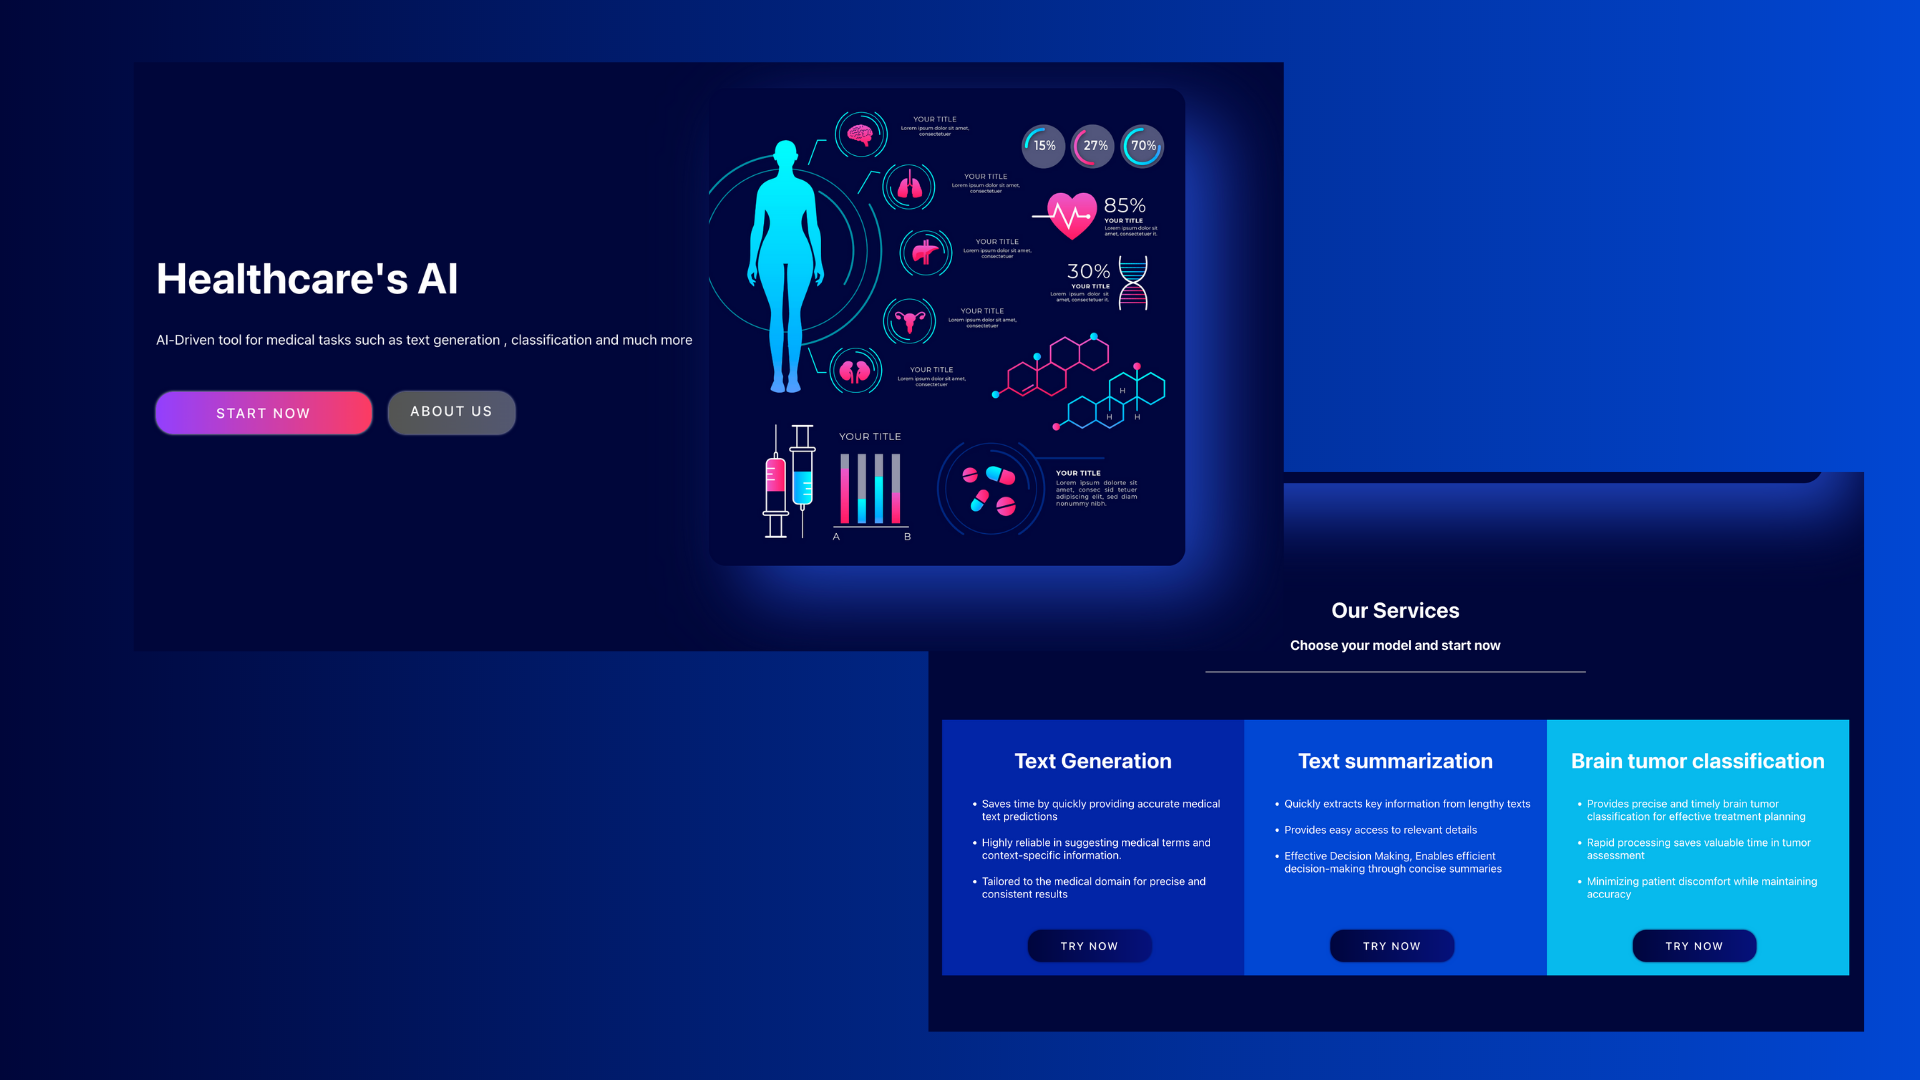 Healthcare's AI
AI-Driven tool for medical tasks such as text generation , classification and much more
START NOW
ABOUT US
YOUR TITLE
Lorem ipsum dolor sit amet,
consectetuer
YOUR TITLE
Lorem ipsum dolor sit amet,
consectetuer
YOUR TITLE
Lorem ipsum dolor sit amet,
consectetuer
YOUR TITLE
Lorem ipsum dolor sit amet,
consectetuer
YOUR TITLE
Lorem ipsum dolor sit amet,
consectetuer
15%
27%
70%
85%
YOUR TITLE
Lorem ipsum dolor sit
amet, consectetuer it.
30%
YOUR TITLE
Lorem ipsum dolor sit
amet, consectetuer it.
H
H
H
YOUR TITLE
A
B
YOUR TITLE
Lorem ipsum dolorte sit
amet, consec sid tetuer
adipiscing elit, sed diam
nonummy nibh.
Our Services
Choose your model and start now
Text Generation
• Saves time by quickly providing accurate medical
text predictions
• Highly reliable in suggesting medical terms and
context-specific information.
• Tailored to the medical domain for precise and
consistent results
TRY NOW
Text summarization
• Quickly extracts key information from lengthy texts
• Provides easy access to relevant details
• Effective Decision Making, Enables efficient
decision-making through concise summaries
TRY NOW
Brain tumor classification
• Provides precise and timely brain tumor
classification for effective treatment planning
• Rapid processing saves valuable time in tumor
assessment
• Minimizing patient discomfort while maintaining
accuracy
TRY NOW